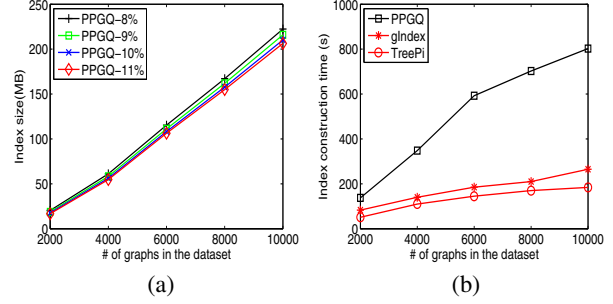 250
200
150
100
50
0
Index size(MB)
PPGQ-8%
PPGQ-9%
PPGQ-10%
PPGQ-11%
2000 4000 6000 8000 10000
# of graphs in the dataset
(a)
1000
800
600
400
200
0
Index construction time (s)
PPGQ
gIndex
TreePi
2000 4000 6000 8000 10000
# of graphs in the dataset
(b)